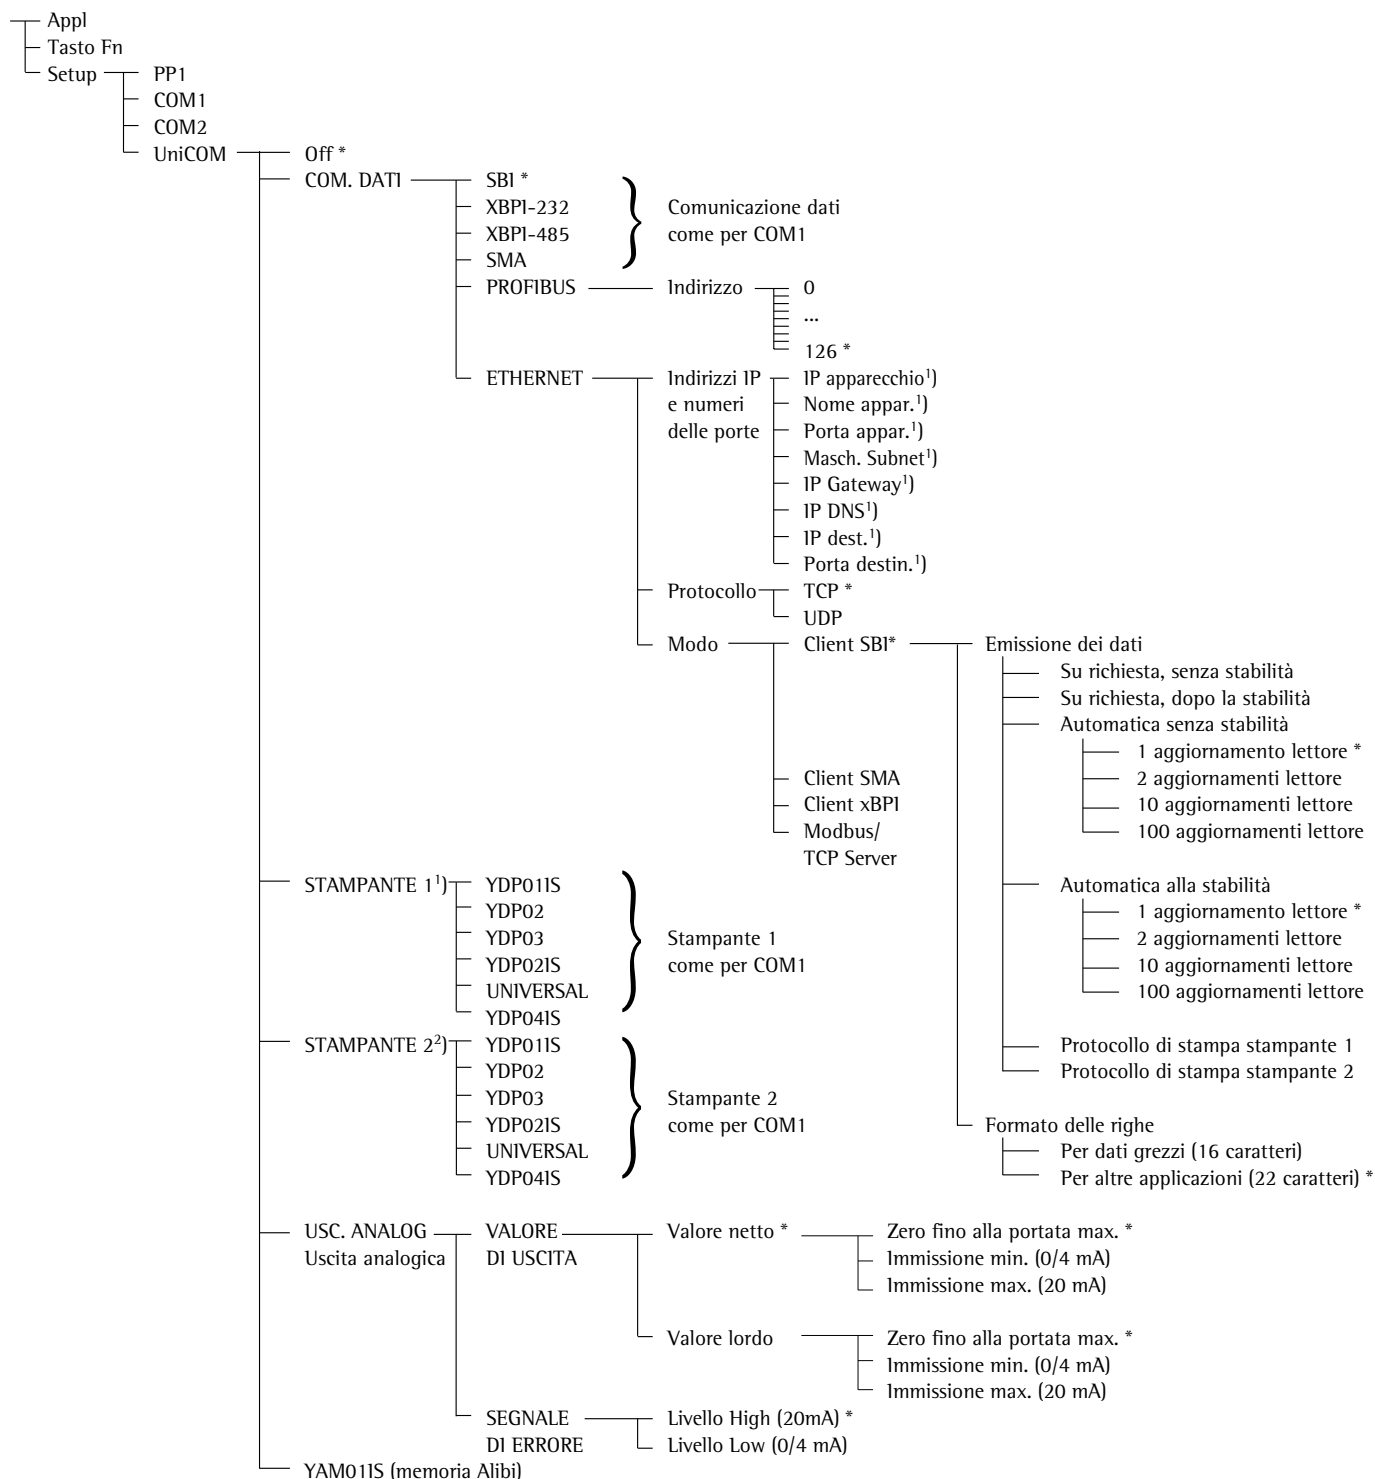 Appl
Tasto Fn
Setup
PP1
COM1
COM2
UniCOM
Off *
COM. DATI
SBI *
XBPI-232
XBPI-485
SMA
Comunicazione dati
come per COM1
PROFIBUS
Indirizzo
0
...
126 *
ETHERNET
Indirizzi IP
e numeri
delle porte
IP apparecchio¹)
Nome appar.¹)
Porta appar.¹)
Masch. Subnet¹)
IP Gateway¹)
IP DNS¹)
IP dest.¹)
Porta destin.¹)
Protocollo
TCP *
UDP
Modo
Client SBI*
Emissione dei dati
Su richiesta, senza stabilità
Su richiesta, dopo la stabilità
Automatica senza stabilità
1 aggiornamento lettore *
2 aggiornamenti lettore
10 aggiornamenti lettore
100 aggiornamenti lettore
Automatica alla stabilità
1 aggiornamento lettore *
2 aggiornamenti lettore
10 aggiornamenti lettore
100 aggiornamenti lettore
Protocollo di stampa stampante 1
Protocollo di stampa stampante 2
Formato delle righe
Per dati grezzi (16 caratteri)
Per altre applicazioni (22 caratteri) *
Client SMA
Client xBPI
Modbus/
TCP Server
STAMPANTE 1¹)
YDP01IS
YDP02
YDP03
YDP02IS
UNIVERSAL
YDP04IS
Stampante 1
come per COM1
STAMPANTE 2²)
YDP01IS
YDP02
YDP03
YDP02IS
UNIVERSAL
YDP04IS
Stampante 2
come per COM1
USC. ANALOG
Uscita analogica
VALORE
DI USCITA
Valore netto *
Zero fino alla portata max. *
Immissione min. (0/4 mA)
Immissione max. (20 mA)
Valore lordo
Zero fino alla portata max. *
Immissione min. (0/4 mA)
Immissione max. (20 mA)
SEGNALE
DI ERRORE
Livello High (20mA) *
Livello Low (0/4 mA)
YAM01IS (memoria Alibi)